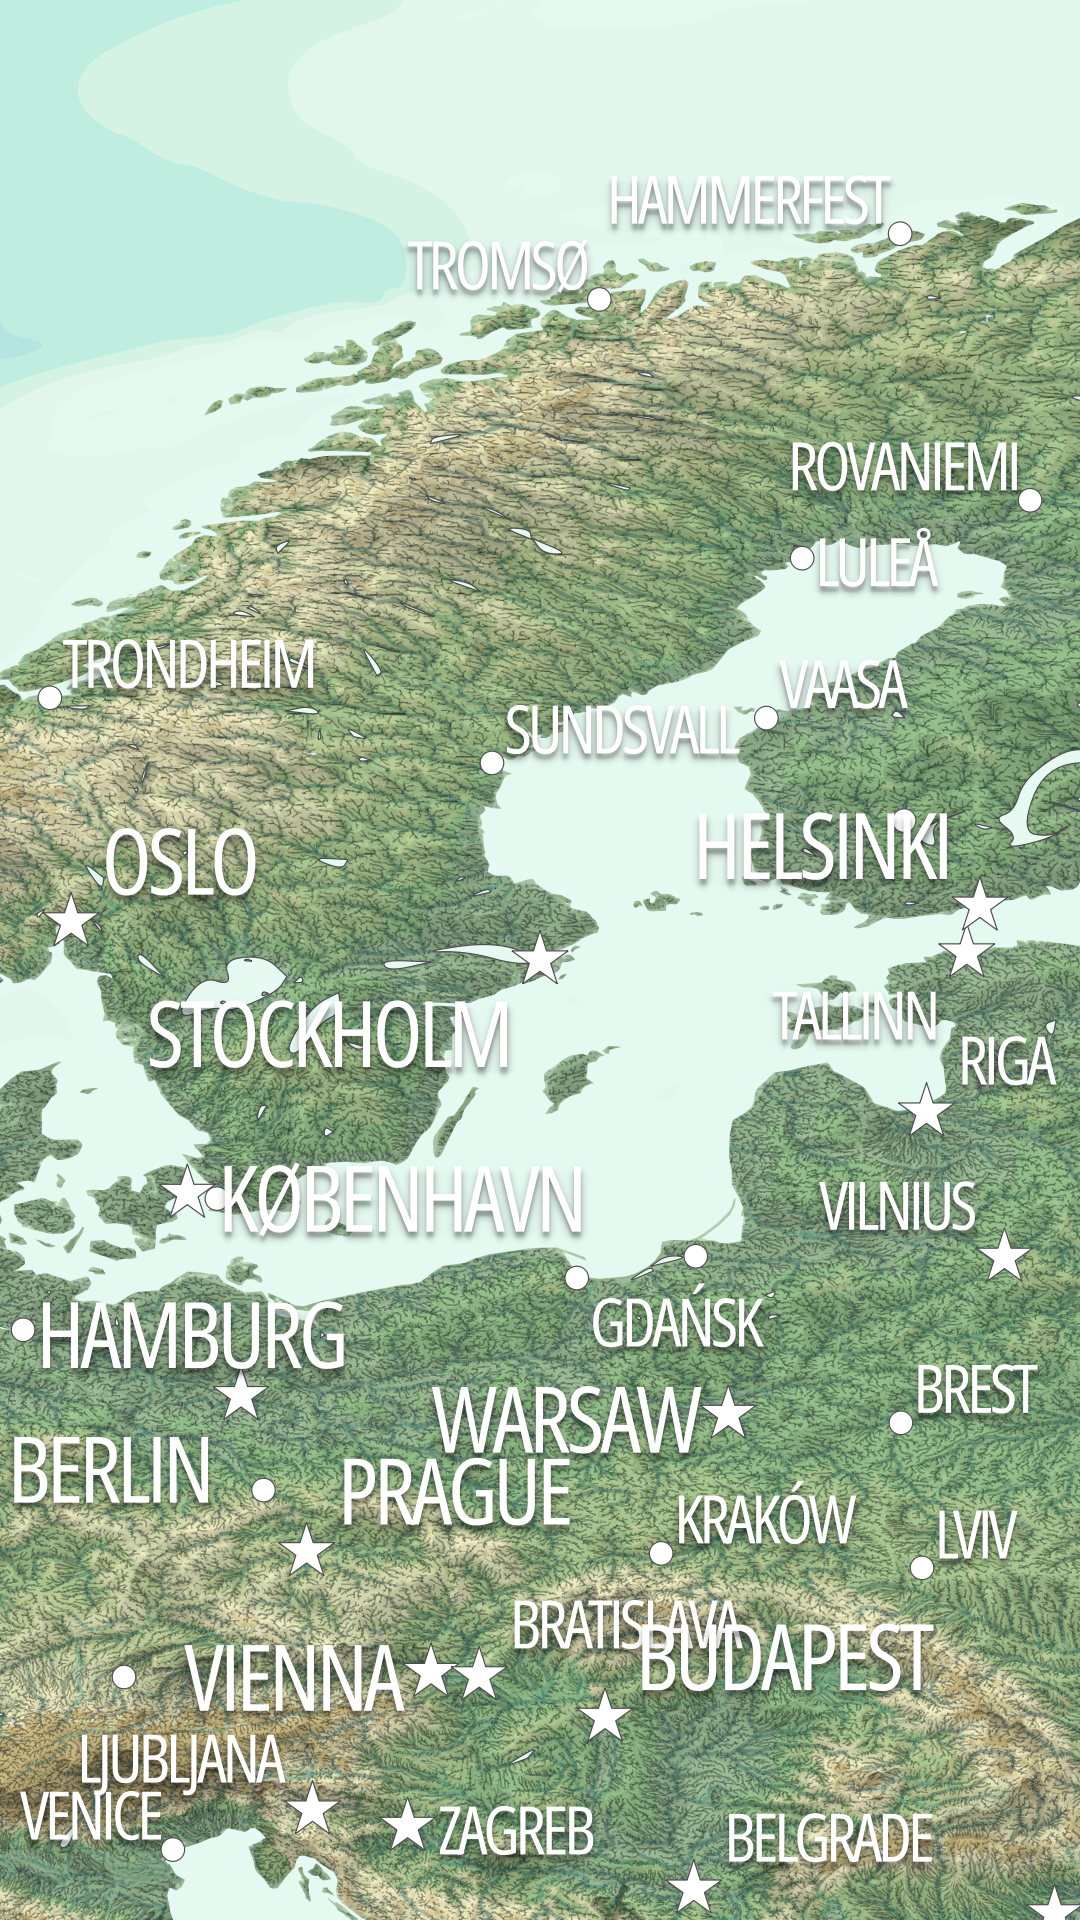 HAMMERFEST
TROMSØ
ROVANIEMI
LULEÅ
TRONDHEIM
VAASA
SUNDSVALL
OSLO
HELSINKI
STOCKHOLM
TALLINN
RIGA
KØBENHAVN
VILNIUS
HAMBURG
GDAŃSK
BREST
WARSAW
BERLIN
PRAGUE
KRAKÓW
LVIV
BRATISLAVA
BUDAPEST
VIENNA
LJUBLJANA
VENICE
ZAGREB
BELGRADE